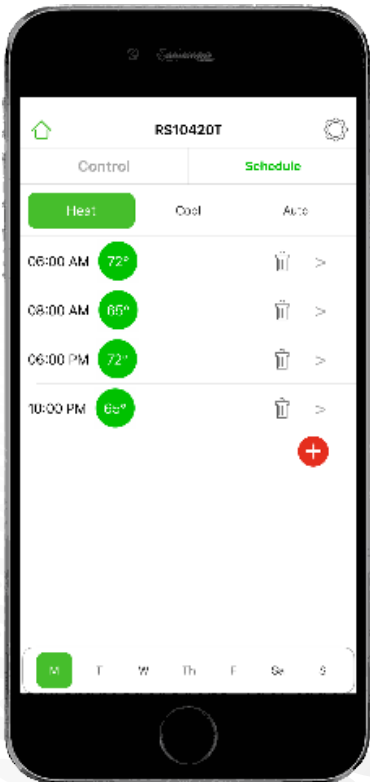 RS10420T
Control Schedule
Heat Cool Auto
06:00 AM 72°
08:00 AM 65°
06:00 PM 72° >
10:00 PM 65° >
+
M T W Th F Sa S